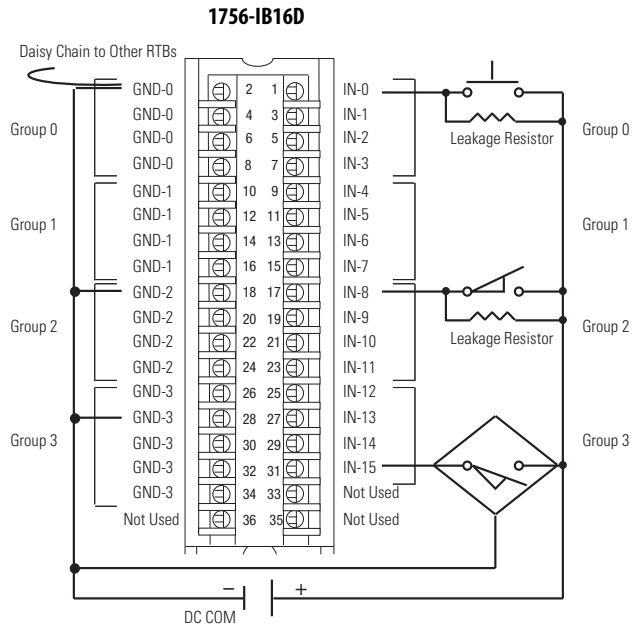 1756-IB16D
Daisy Chain to Other RTBs
GND-0 2 1 IN-0
GND-0 4 3 IN-1
Group 0 Leakage Resistor Group 0
GND-0 6 5 IN-2
GND-0 8 7 IN-3
GND-1 10 9 IN-4
GND-1 12 11 IN-5
Group 1 Group 1
GND-1 14 13 IN-6
GND-1 16 15 IN-7
GND-2 18 17 IN-8
GND-2 20 19 IN-9
Group 2 Leakage Resistor Group 2
GND-2 22 21 IN-10
GND-2 24 23 IN-11
GND-3 26 25 IN-12
GND-3 28 27 IN-13
Group 3 Group 3
GND-3 30 29 IN-14
GND-3 32 31 IN-15
GND-3 34 33 Not Used
Not Used 36 35 Not Used
– +
DC COM